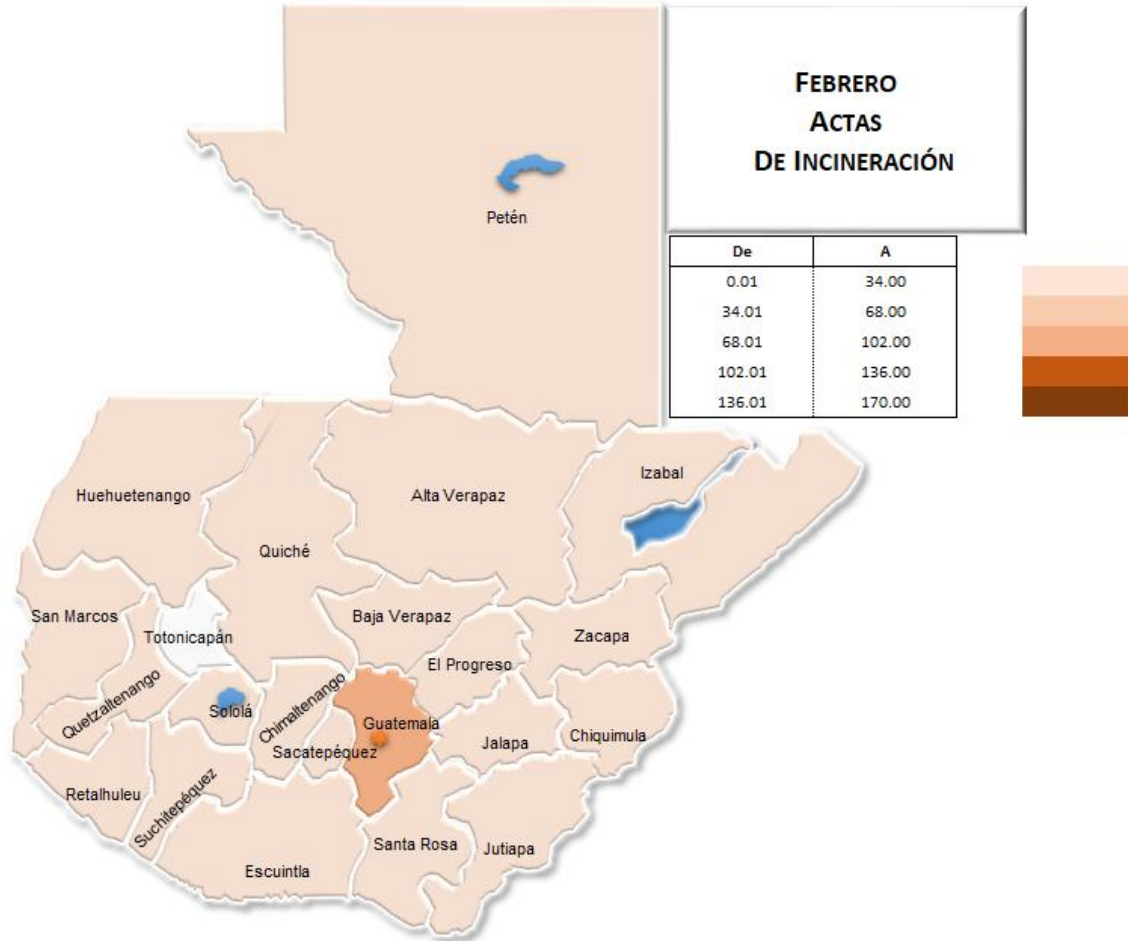 FEBRERO
ACTAS
DE INCINERACIÓN
De A
0.01 34.00
34.01 68.00
68.01 102.00
102.01 136.00
136.01 170.00
Petén
Izabal
Huehuetenango
Alta Verapaz
Quiché
San Marcos
Baja Verapaz
Totonicapán
Zacapa
El Progreso
Quetzaltenango
Chimaltenango
Sololá
Guatemala
Sacatepéquez
Jalapa
Chiquimula
Retalhuleu
Suchitepéquez
Santa Rosa
Jutiapa
Escuintla